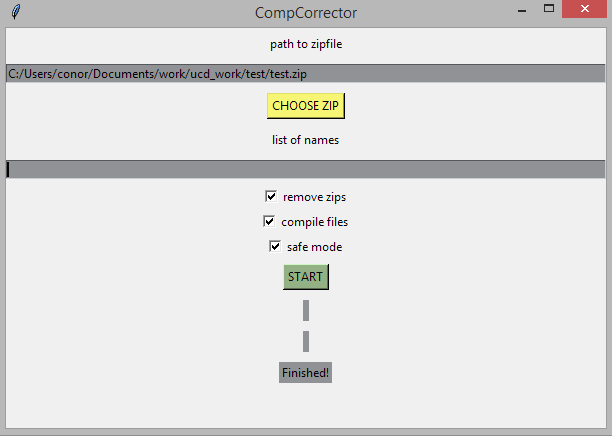 CompCorrector
path to zipfile
C:/Users/conor/Documents/work/ucd_work/test/test.zip
CHOOSE ZIP
list of names
remove zips
compile files
safe mode
START
Finished!